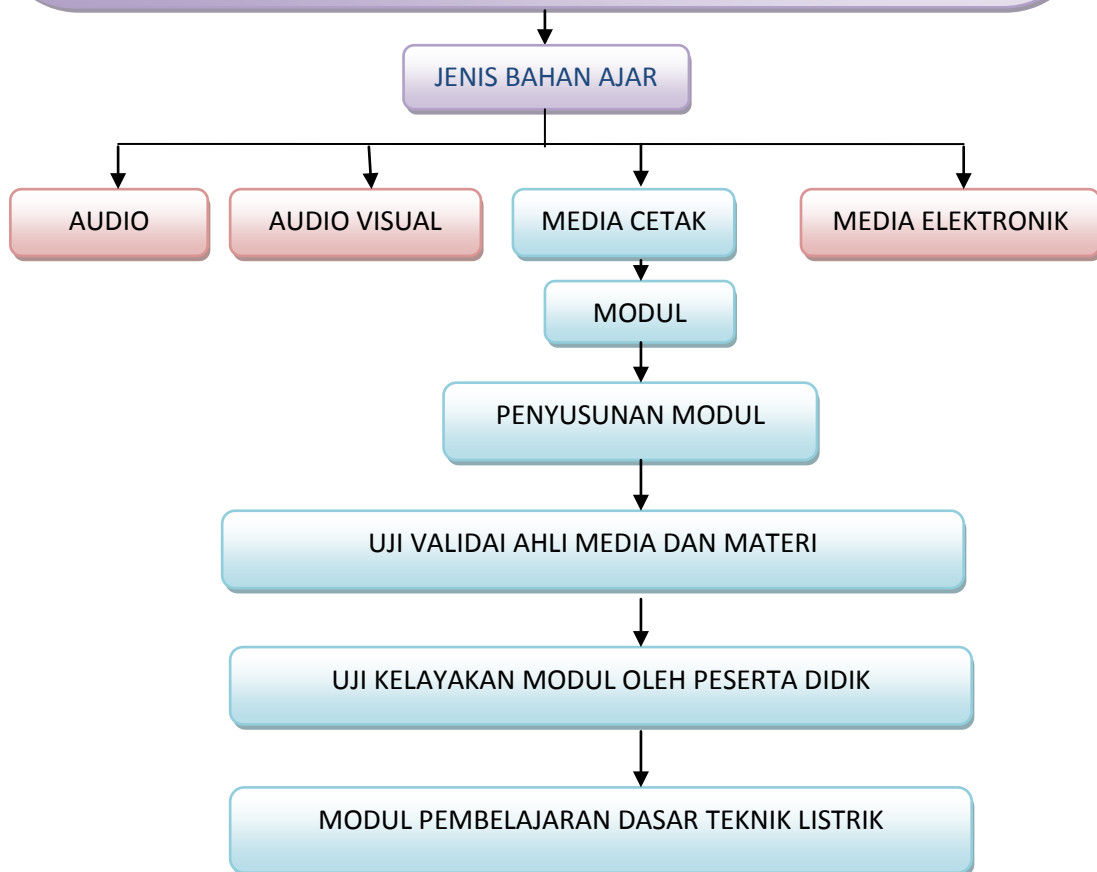 JENIS BAHAN AJAR
AUDIO
AUDIO VISUAL
MEDIA CETAK
MEDIA ELEKTRONIK
MODUL
PENYUSUNAN MODUL
UJI VALIDAI AHLI MEDIA DAN MATERI
UJI KELAYAKAN MODUL OLEH PESERTA DIDIK
MODUL PEMBELAJARAN DASAR TEKNIK LISTRIK